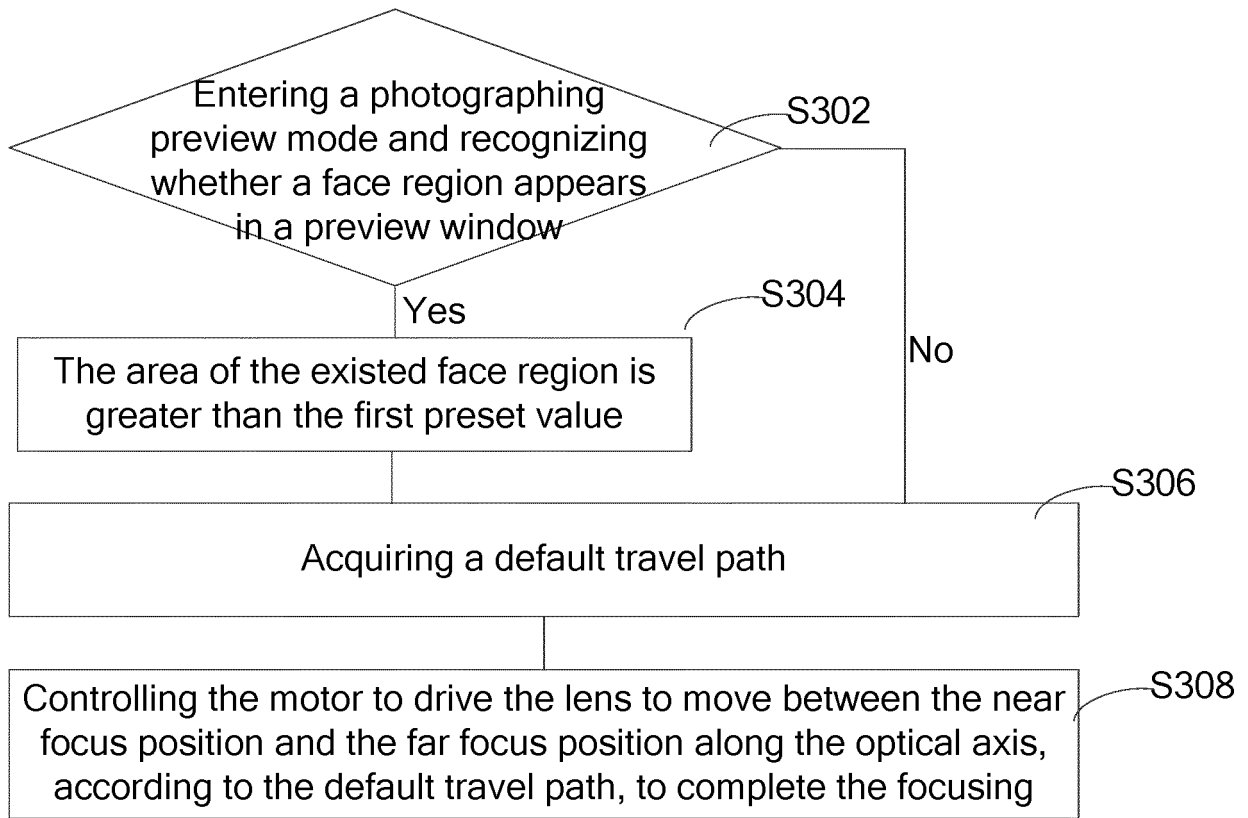 Entering a photographing
preview mode and recognizing
whether a face region appears
in a preview window
S302
Yes
S304
No
The area of the existed face region is
greater than the first preset value
S306
Acquiring a default travel path
S308
Controlling the motor to drive the lens to move between the near
focus position and the far focus position along the optical axis,
according to the default travel path, to complete the focusing